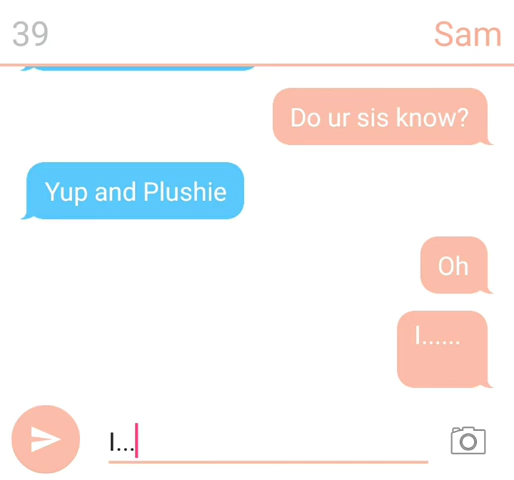 39
Sam
Do ur sis know?
Yup and Plushie
Oh
I......
I...